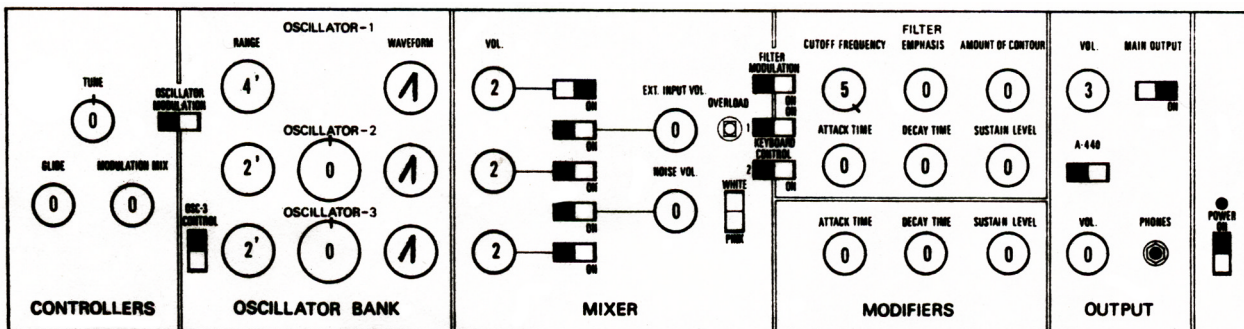 OSCILLATOR-1
RANGE
WAVEFORM
4'
OSCILLATOR-2
2'
0
OSCILLATOR-3
2'
0
OSC-3 CONTROL
OSCILLATOR BANK
TUNE
0
OSCILLATOR MODULATION
GLIDE
MODULATION MIX
0
0
CONTROLLERS
VOL.
2
ON
EXT. INPUT VOL.
OVERLOAD
0
ON
2
ON
NOISE VOL.
WHITE
0
ON
PINK
2
ON
MIXER
FILTER MODULATION
ON
ON
1
KEYBOARD CONTROL
2
ON
FILTER
CUTOFF FREQUENCY
EMPHASIS
AMOUNT OF CONTOUR
5
0
0
ATTACK TIME
DECAY TIME
SUSTAIN LEVEL
0
0
0
ATTACK TIME
DECAY TIME
SUSTAIN LEVEL
0
0
0
MODIFIERS
VOL.
MAIN OUTPUT
3
ON
A-440
VOL.
PHONES
0
OUTPUT
POWER
ON